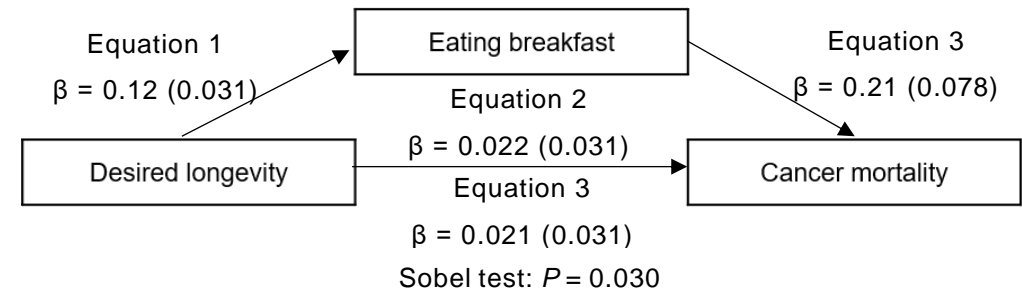 Equation 1
β = 0.12 (0.031)
Eating breakfast
Equation 3
β = 0.21 (0.078)
Equation 2
β = 0.022 (0.031)
Desired longevity
Cancer mortality
Equation 3
β = 0.021 (0.031)
Sobel test: P = 0.030